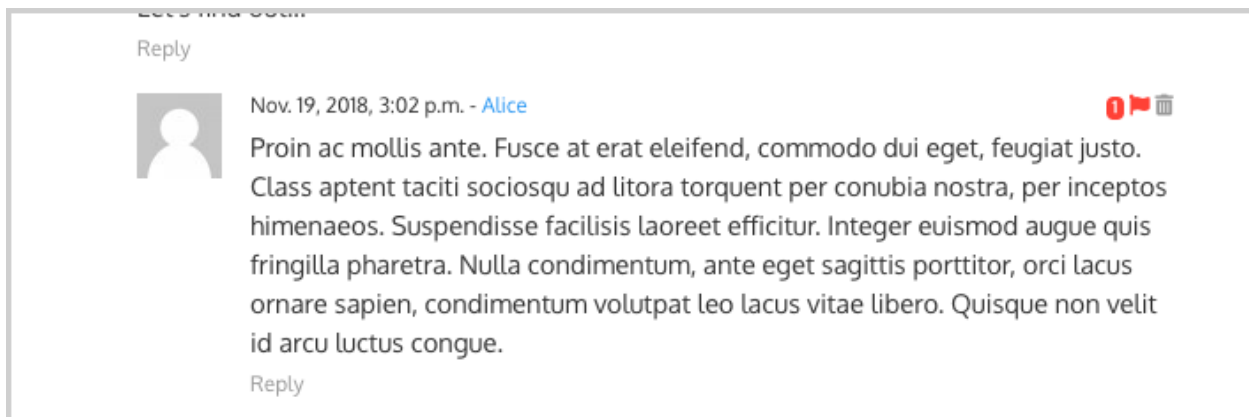 Reply
Nov. 19, 2018, 3:02 p.m. - Alice
1
Proin ac mollis ante. Fusce at erat eleifend, commodo dui eget, feugiat justo.
Class aptent taciti sociosqu ad litora torquent per conubia nostra, per inceptos
himenaeos. Suspendisse facilisis laoreet efficitur. Integer euismod augue quis
fringilla pharetra. Nulla condimentum, ante eget sagittis porttitor, orci lacus
ornare sapien, condimentum volutpat leo lacus vitae libero. Quisque non velit
id arcu luctus congue.
Reply